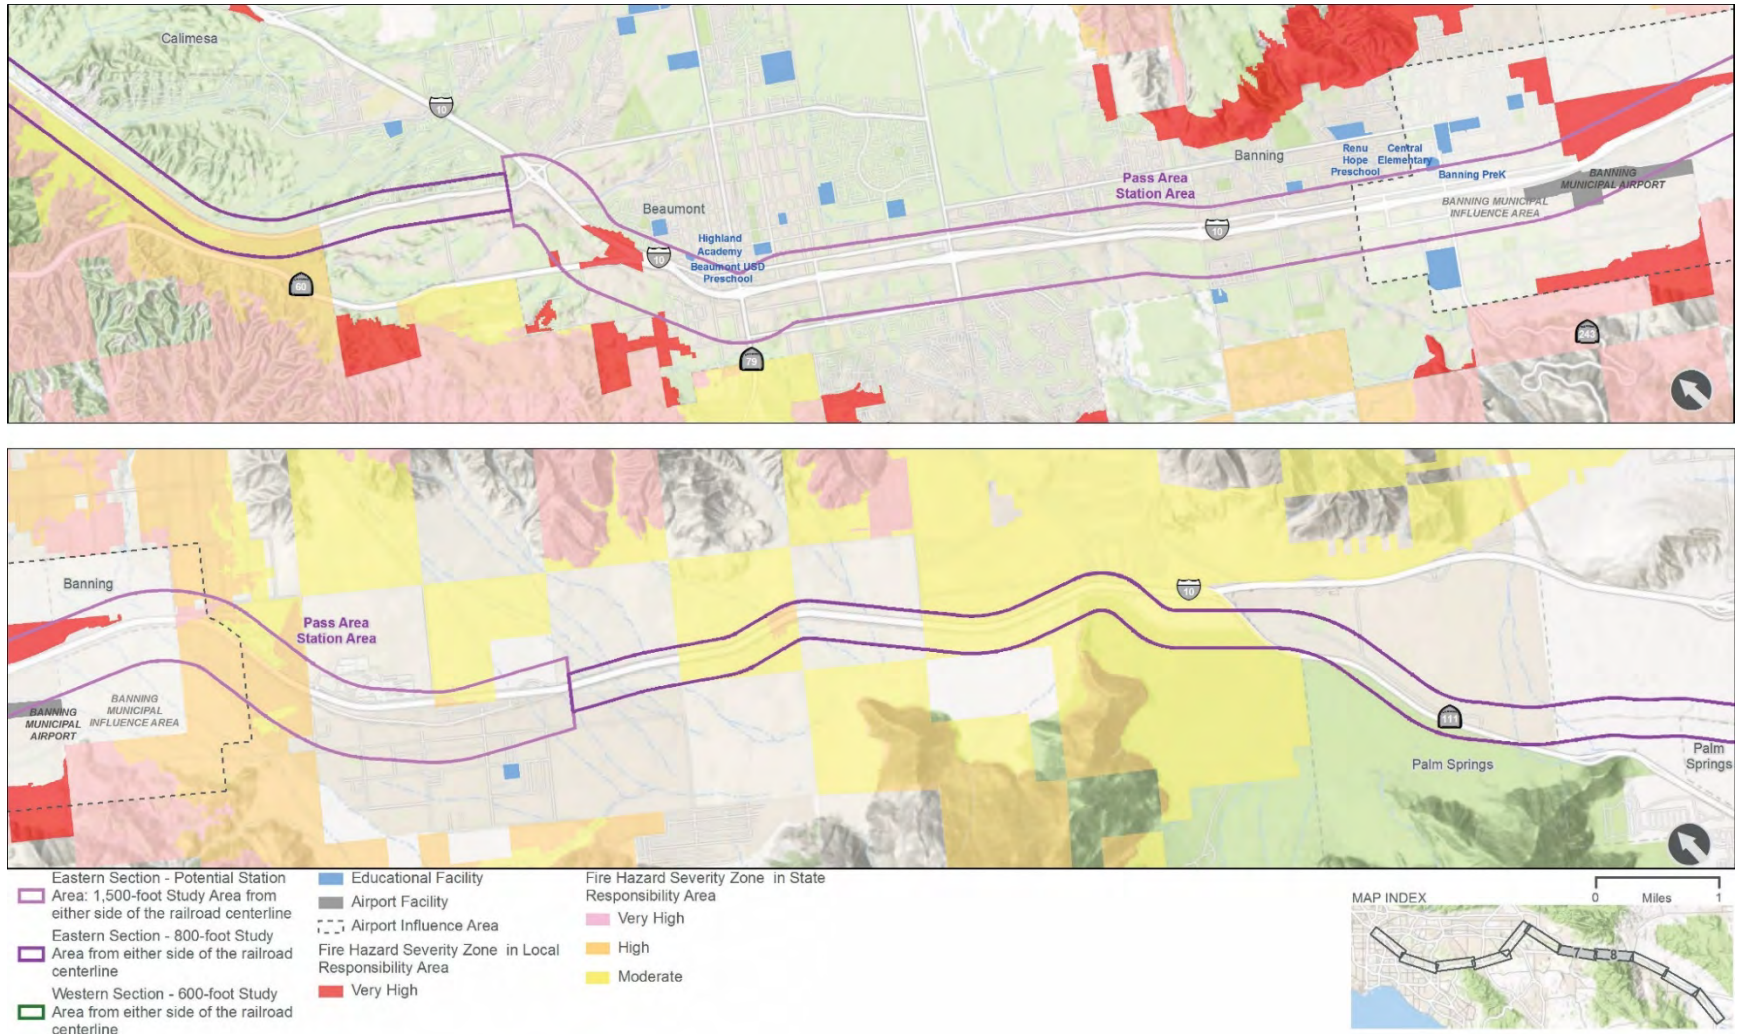 Calimesa
10
60
Beaumont
10
Highland
Academy
Beaumont USD
Preschool
79
Pass Area
Station Area
Banning
10
Renu
Hope
Preschool
Central
Elementary
Banning PreK
BANNING
MUNICIPAL AIRPORT
BANNING MUNICIPAL
INFLUENCE AREA
243
Banning
Pass Area
Station Area
BANNING
MUNICIPAL
AIRPORT
BANNING
MUNICIPAL
INFLUENCE AREA
10
111
Palm Springs
Palm
Springs
Eastern Section - Potential Station
Area: 1,500-foot Study Area from
either side of the railroad centerline
Eastern Section - 800-foot Study
Area from either side of the railroad
centerline
Western Section - 600-foot Study
Area from either side of the railroad
centerline
Educational Facility
Airport Facility
Airport Influence Area
Fire Hazard Severity Zone in Local
Responsibility Area
Very High
Fire Hazard Severity Zone in State
Responsibility Area
Very High
High
Moderate
0 Miles 1
MAP INDEX
7
8